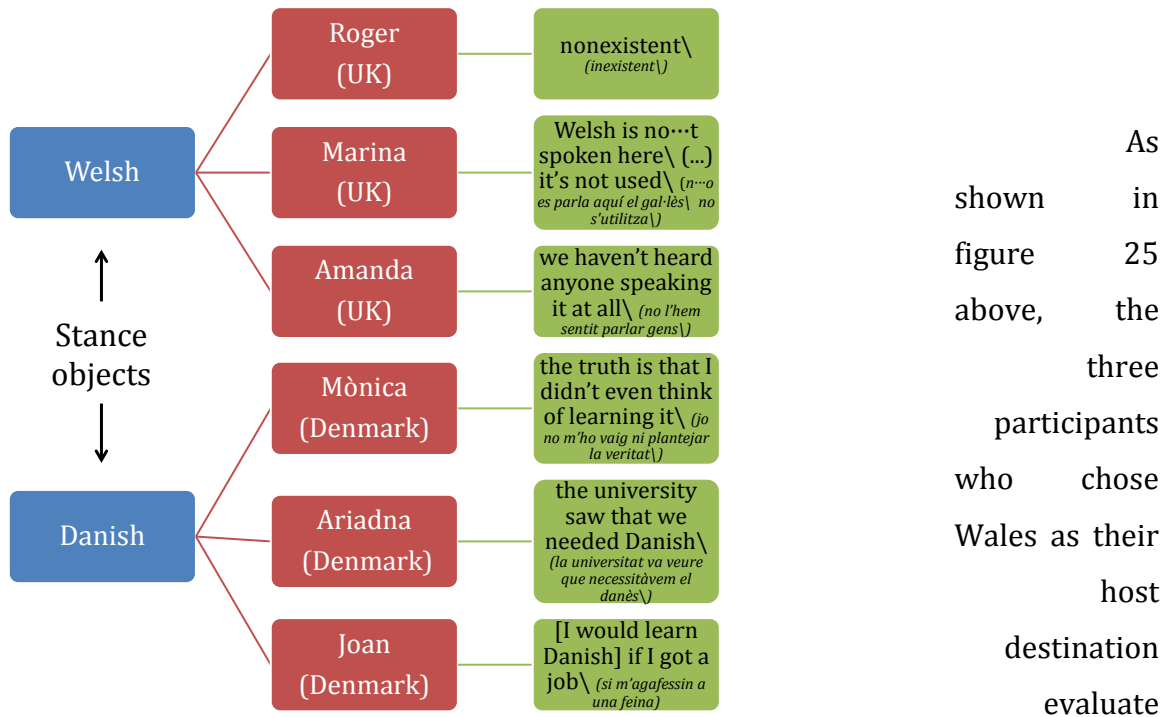 Welsh
Stance
objects
Danish
Roger
(UK)
nonexistent\
(inexistent\)
Marina
(UK)
Welsh is no···t
spoken here\ (...)
it's not used\ (n···o
es parla aquí el gal·lès\ no
s'utilitza\)
Amanda
(UK)
we haven’t heard
anyone speaking
it at all\ (no l’hem
sentit parlar gens\)
Mònica
(Denmark)
the truth is that I
didn’t even think
of learning it\ (jo
no m’ho vaig ni plantejar
la veritat\)
Ariadna
(Denmark)
the university
saw that we
needed Danish\
(la universitat va veure
que necessitàvem el
danès\)
Joan
(Denmark)
[I would learn
Danish] if I got a
job\ (si m'agafessin a
una feina)
As
shown in
figure 25
above, the
three
participants
who chose
Wales as their
host
destination
evaluate